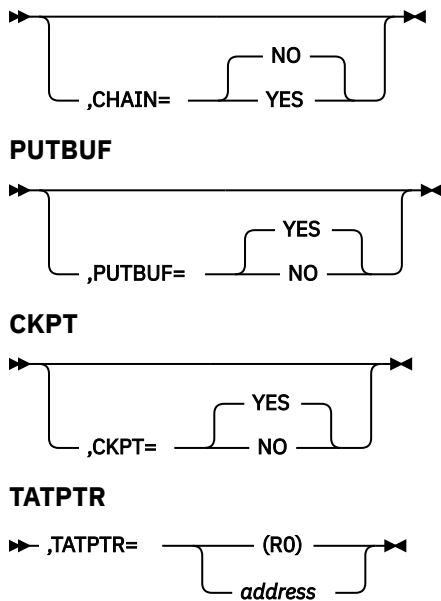 NO
,CHAIN= YES
PUTBUF
YES
,PUTBUF= NO
CKPT
YES
,CKPT= NO
TATPTR
,TATPTR= (R0)
address